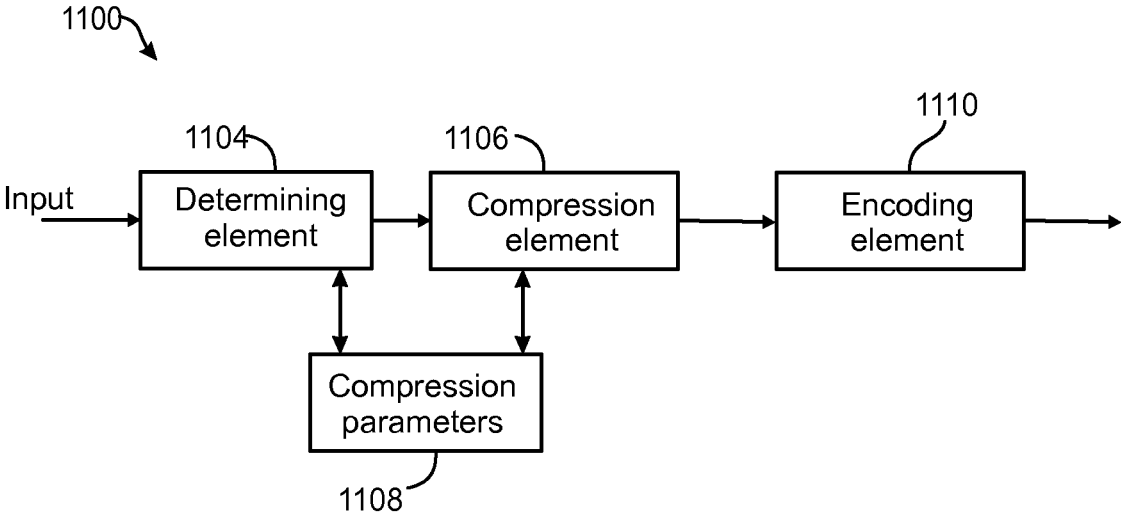 1100
1104
1106
1110
Input
Determining
element
Compression
element
Encoding
element
Compression
parameters
1108